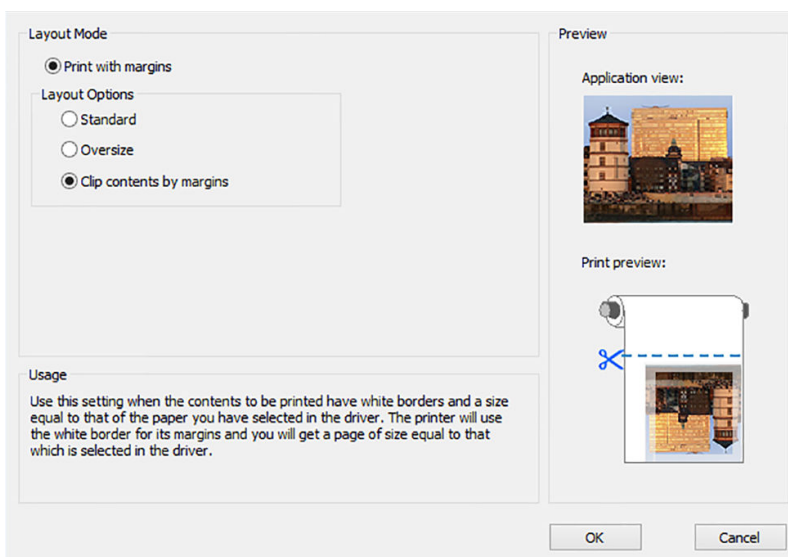 Layout Mode
Print with margins
Layout Options
Standard
Oversize
Clip contents by margins
Usage
Use this setting when the contents to be printed have white borders and a size
equal to that of the paper you have selected in the driver. The printer will use
the white border for its margins and you will get a page of size equal to that
which is selected in the driver.
Preview
Application view:
Print preview:
OK
Cancel